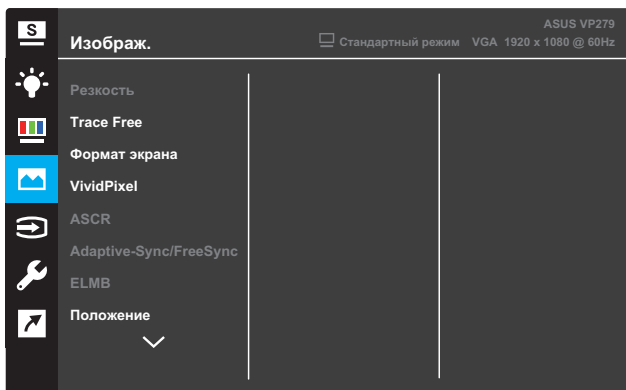 S
ASUS VP279
Изображ.
Стандартный режим VGA 1920 x 1080 @ 60Hz
Резкость
Trace Free
Формат экрана
VividPixel
ASCR
Adaptive-Sync/FreeSync
ELMB
Положение